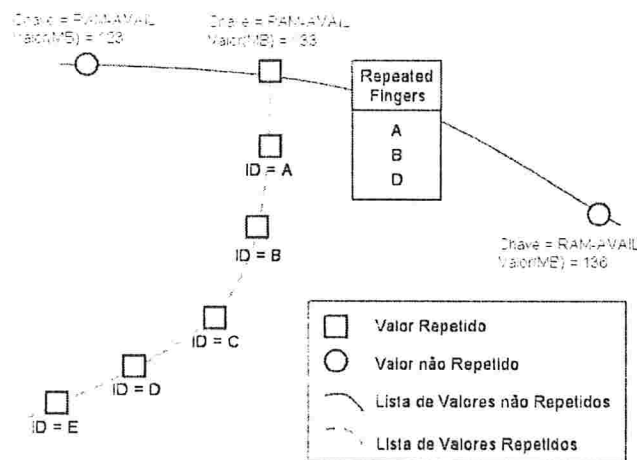 Chave = RAM-AVAIL
Valor(MB) = 123
Chave = RAM-AVAIL
Valor(MB) = 133
Repeated
Fingers
A
B
D
ID = A
ID = B
ID = C
ID = D
ID = E
Chave = RAM-AVAIL
Valor(MB) = 136
Valor Repetido
Valor não Repetido
Lista de Valores não Repetidos
Lista de Valores Repetidos